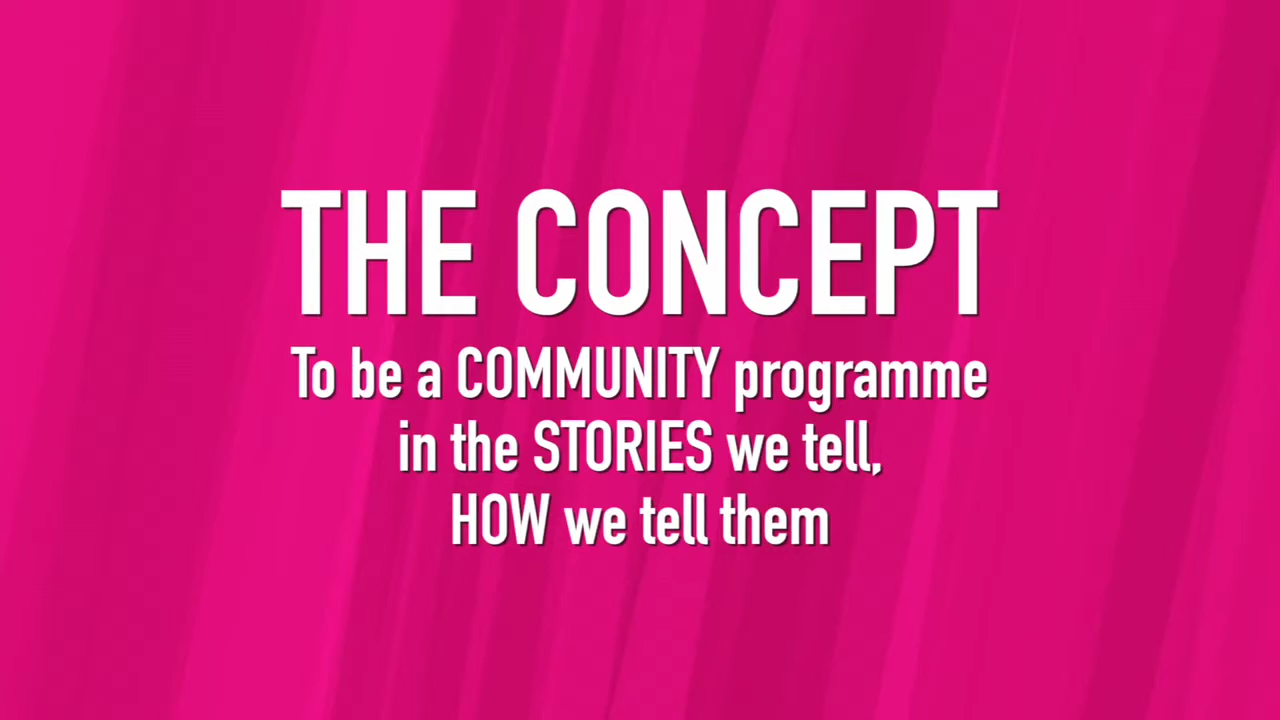 THE CONCEPT
To be a COMMUNITY programme
in the STORIES we tell,
HOW we tell them